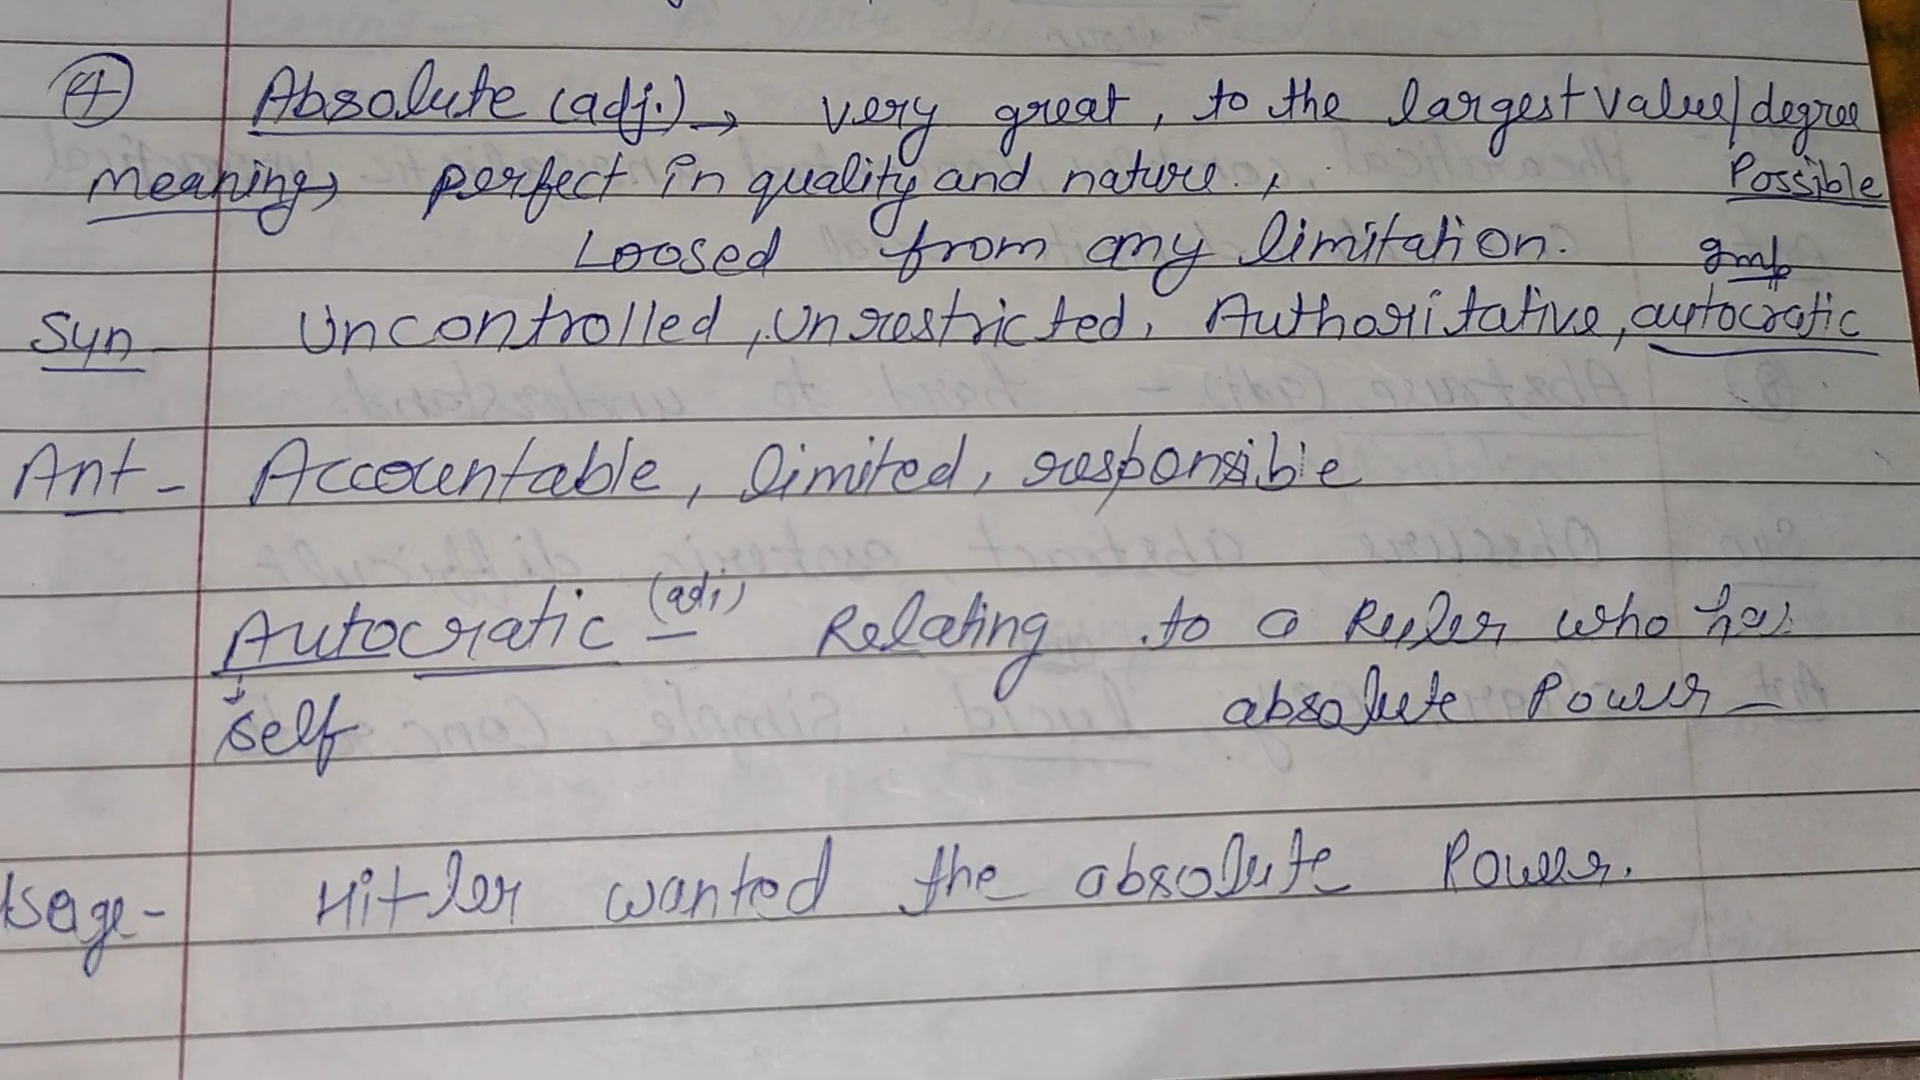 4 Absolute (adj.) → very great, to the largest value/degree
Meaning → perfect in quality and nature. , Possible
Loosed from any limitation. Imp
Syn Uncontrolled, Unrestricted, Authoritative, autocratic
Ant - Accountable, limited, responsible
Autocratic (adj) Relating to a Ruler who has
↓ self absolute Power -
Usage - Hitler wanted the absolute Power.